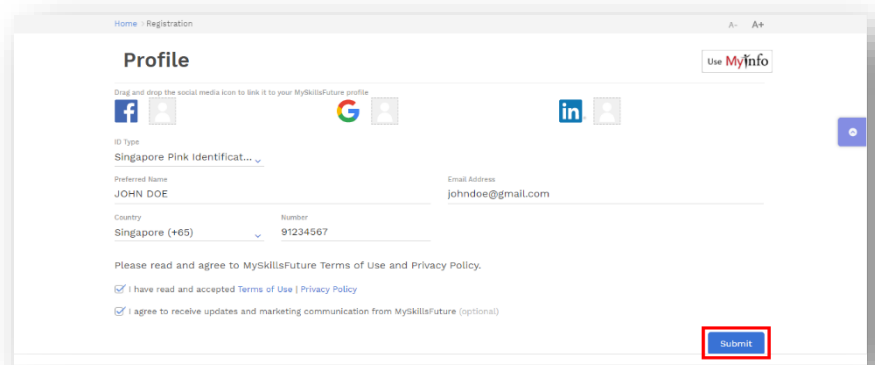 Home › Registration A- A+
Profile
Use MyInfo
Drag and drop the social media icon to link it to your MySkillsFuture profile
f G in
ID Type
Singapore Pink Identificat...
Preferred Name Email Address
JOHN DOE johndoe@gmail.com
Country Number
Singapore (+65) 91234567
Please read and agree to MySkillsFuture Terms of Use and Privacy Policy.
I have read and accepted Terms of Use | Privacy Policy
I agree to receive updates and marketing communication from MySkillsFuture (optional)
Submit